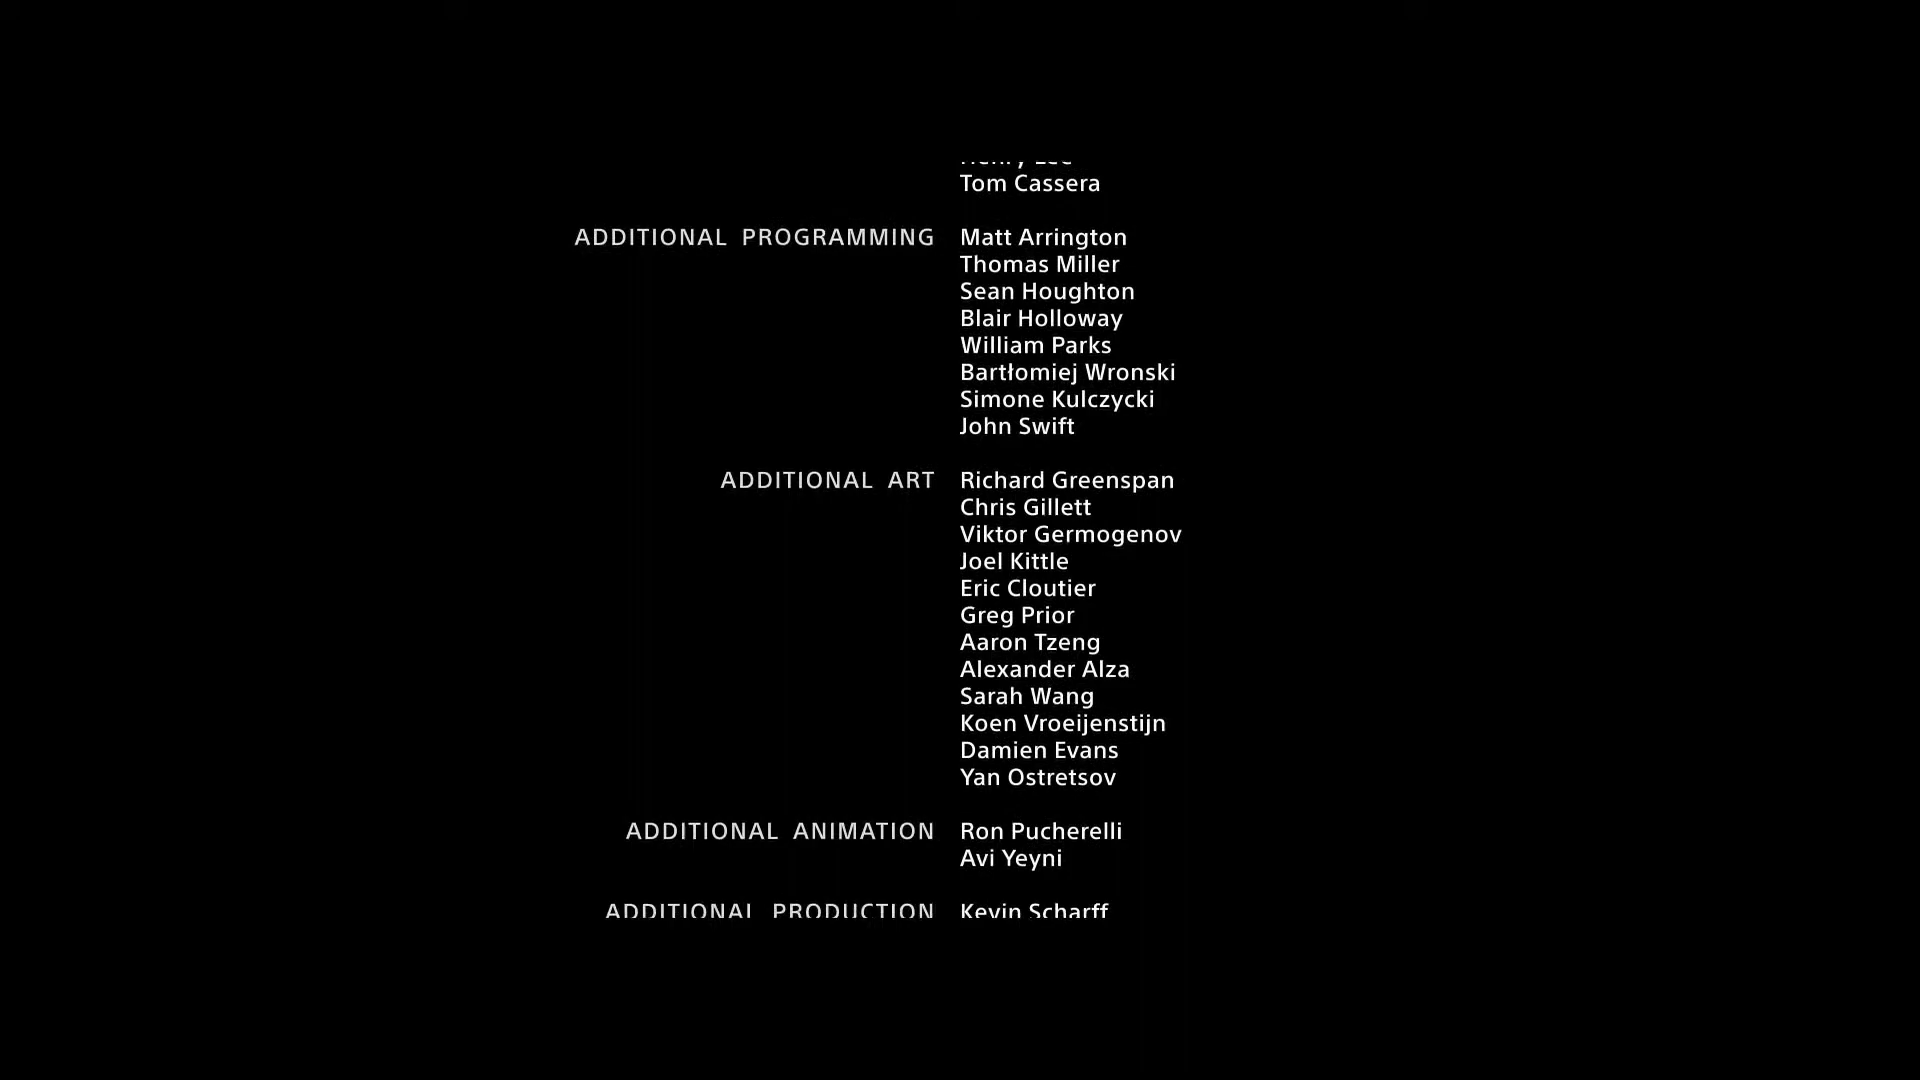 Henry Lee
Tom Cassera
ADDITIONAL PROGRAMMING Matt Arrington
Thomas Miller
Sean Houghton
Blair Holloway
William Parks
Bartłomiej Wronski
Simone Kulczycki
John Swift
ADDITIONAL ART Richard Greenspan
Chris Gillett
Viktor Germogenov
Joel Kittle
Eric Cloutier
Greg Prior
Aaron Tzeng
Alexander Alza
Sarah Wang
Koen Vroeijenstijn
Damien Evans
Yan Ostretsov
ADDITIONAL ANIMATION Ron Pucherelli
Avi Yeyni
ADDITIONAL PRODUCTION Kevin Scharff